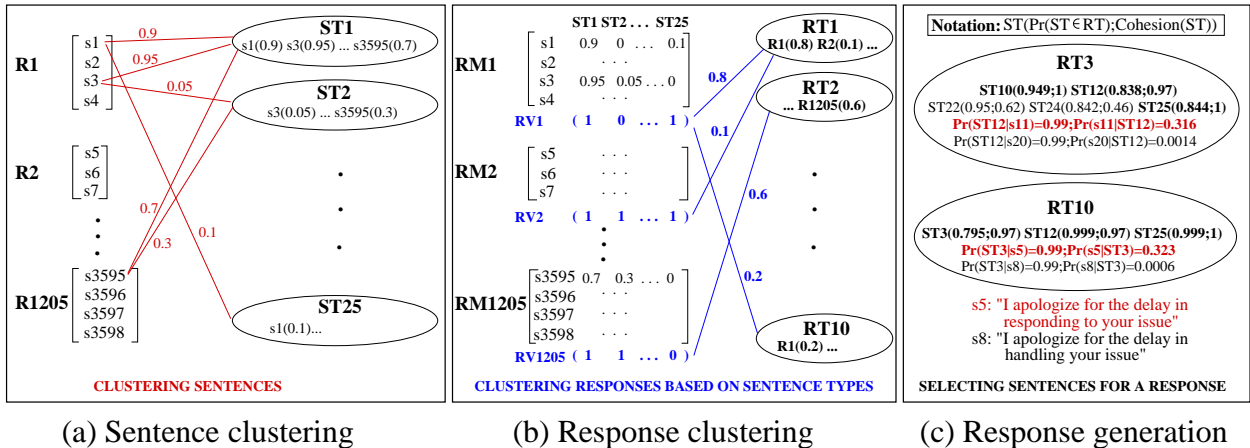 R1
s1
s2
s3
s4
R2
s5
s6
s7
R1205
s3595
s3596
s3597
s3598
0.9
0.95
0.05
0.7
0.3
0.1
ST1
s1(0.9) s3(0.95) ... s3595(0.7)
ST2
s3(0.05) ... s3595(0.3)
ST25
s1(0.1)...
CLUSTERING SENTENCES
(a) Sentence clustering
ST1 ST2 . . . ST25
RM1
s1 0.9 0 . . . 0.1
s2 . . .
s3 0.95 0.05 . . . 0
s4 . . .
RV1 ( 1 0 . . . 1 )
RM2
s5 . . .
s6 . . .
s7 . . .
RV2 ( 1 1 . . . 1 )
RM1205
s3595 0.7 0.3 . . . 0
s3596 . . .
s3597 . . .
s3598 . . .
RV1205 ( 1 1 . . . 0 )
0.8
0.1
0.6
0.2
RT1
R1(0.8) R2(0.1) ...
RT2
... R1205(0.6)
RT10
R1(0.2) ...
CLUSTERING RESPONSES BASED ON SENTENCE TYPES
(b) Response clustering
Notation: ST(Pr(ST∈RT);Cohesion(ST))
RT3
ST10(0.949;1) ST12(0.838;0.97)
ST22(0.95;0.62) ST24(0.842;0.46) ST25(0.844;1)
Pr(ST12|s11)=0.99;Pr(s11|ST12)=0.316
Pr(ST12|s20)=0.99;Pr(s20|ST12)=0.0014
RT10
ST3(0.795;0.97) ST12(0.999;0.97) ST25(0.999;1)
Pr(ST3|s5)=0.99;Pr(s5|ST3)=0.323
Pr(ST3|s8)=0.99;Pr(s8|ST3)=0.0006
s5: "I apologize for the delay in
responding to your issue"
s8: "I apologize for the delay in
handling your issue"
SELECTING SENTENCES FOR A RESPONSE
(c) Response generation